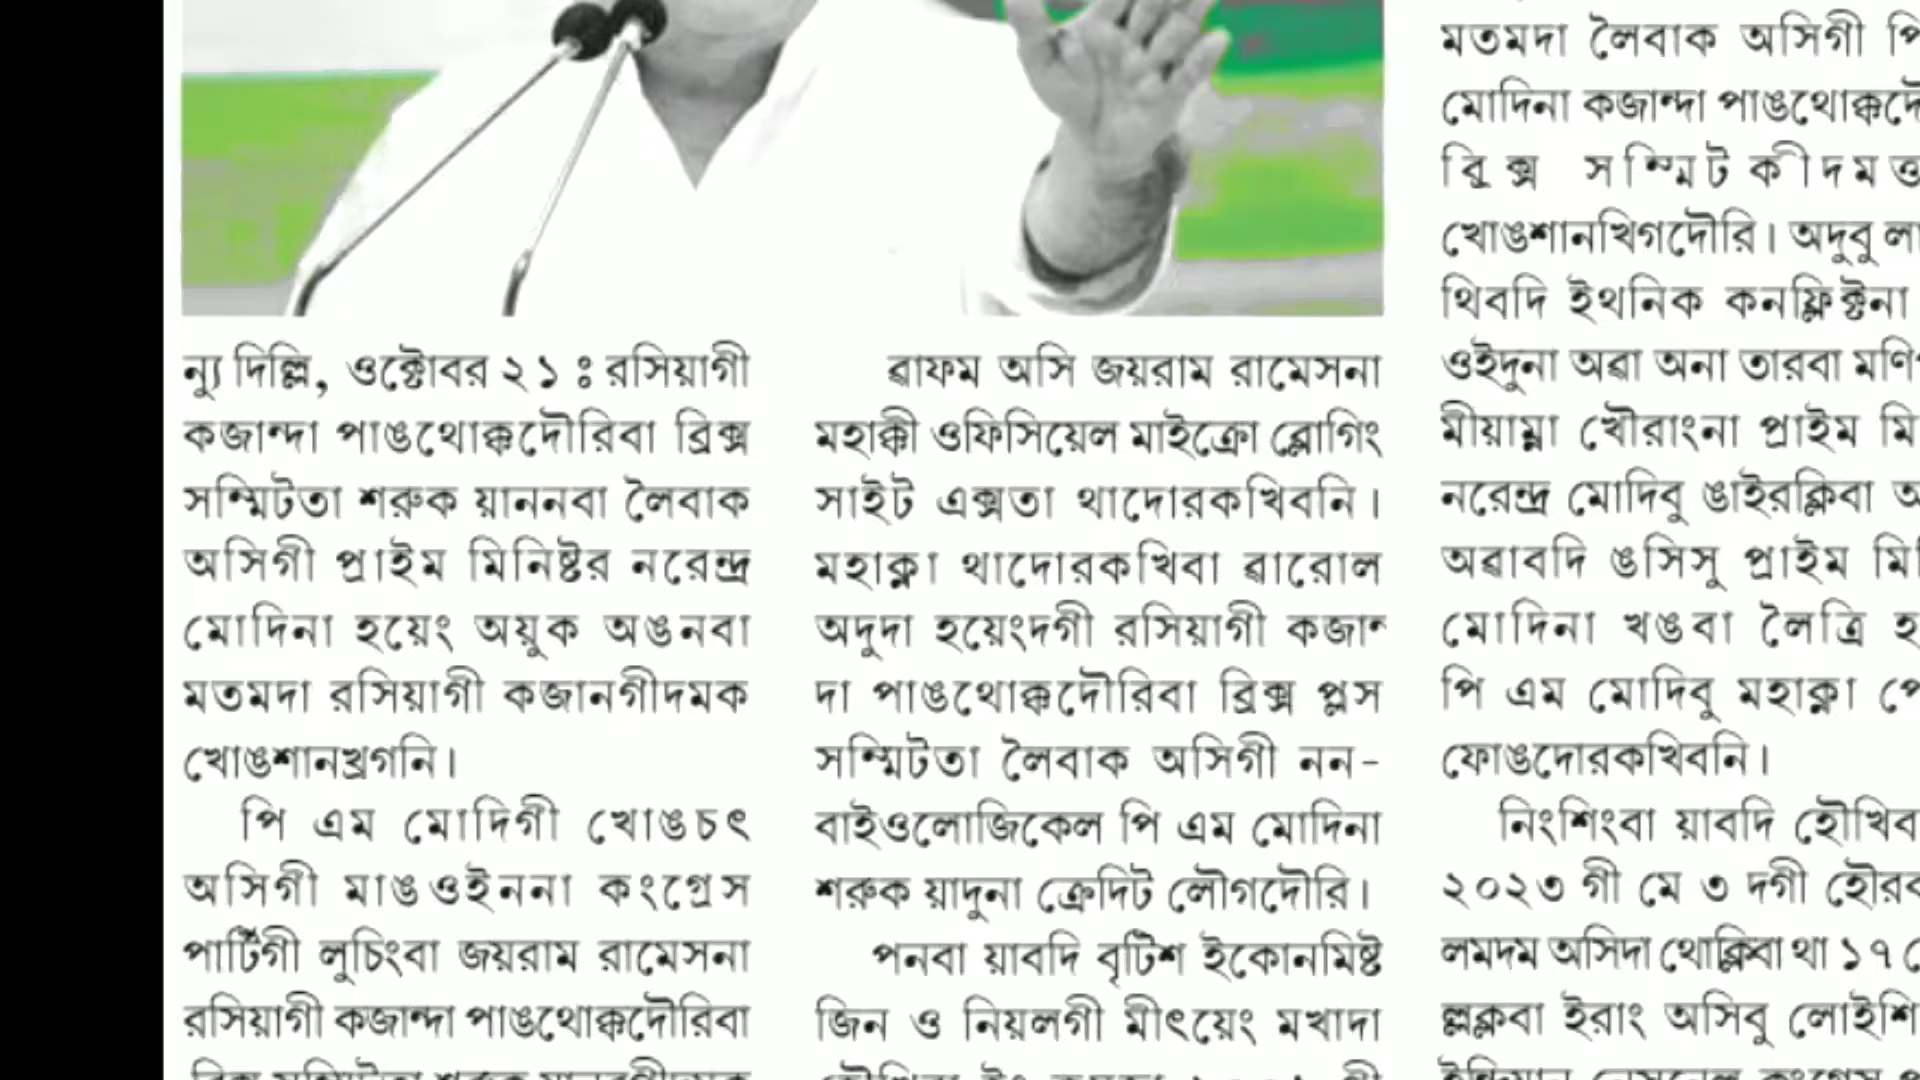 ন্যু দিল্লি, ওক্টোবর ২১ ঃ রসিয়াগী
কজান্দা পাঙথোক্কদৌরিবা ব্রিক্স
সম্মিটতা শরুক য়াননবা লৈবাক
অসিগী প্রাইম মিনিষ্টর নরেন্দ্র
মোদিনা হয়েং অয়ুক অঙনবা
মতমদা রসিয়াগী কজানগীদমক
খোঙশানখ্রগনি।
পি এম মোদিগী খোঙচৎ
অসিগী মাঙওইননা কংগ্রেস
পার্টিগী লুচিংবা জয়রাম রামেসনা
রসিয়াগী কজান্দা পাঙথোক্কদৌরিবা
ৱাফম অসি জয়রাম রামেসনা
মহাক্কী ওফিসিয়েল মাইক্রো ব্লোগিং
সাইট এক্সতা থাদোরকখিবনি।
মহাক্না থাদোরকখিবা ৱারোল
অদুদা হয়েংদগী রসিয়াগী কজান্
দা পাঙথোক্কদৌরিবা ব্রিক্স প্লস
সম্মিটতা লৈবাক অসিগী নন-
বাইওলোজিকেল পি এম মোদিনা
শরুক য়াদুনা ক্রেদিট লৌগদৌরি।
পনবা য়াবদি বৃটিশ ইকোনমিষ্ট
জিন ও নিয়লগী মীৎয়েং মখাদা
মতমদা লৈবাক অসিগী পি
মোদিনা কজান্দা পাঙথোক্কদৌ
ব্রিক্স সম্মিট কীদমত্ত
খোঙশানখিগদৌরি। অদুবু লা
থিবদি ইথনিক কনফ্লিক্টনা
ওইদুনা অৱা অনা তারবা মণি
মীয়াম্না খৌরাংনা প্রাইম মি
নরেন্দ্র মোদিবু ঙাইরক্লিবা অ
অৱাবদি ঙসিসু প্রাইম মি
মোদিনা খঙবা লৈত্রি হ
পি এম মোদিবু মহাক্না পে
ফোঙদোরকখিবনি।
নিংশিংবা য়াবদি হৌখিব
২০২৩ গী মে ৩ দগী হৌরক
লমদম অসিদা থোক্লিবা থা ১৭
ল্লক্লবা ইরাং অসিবু লোইশি